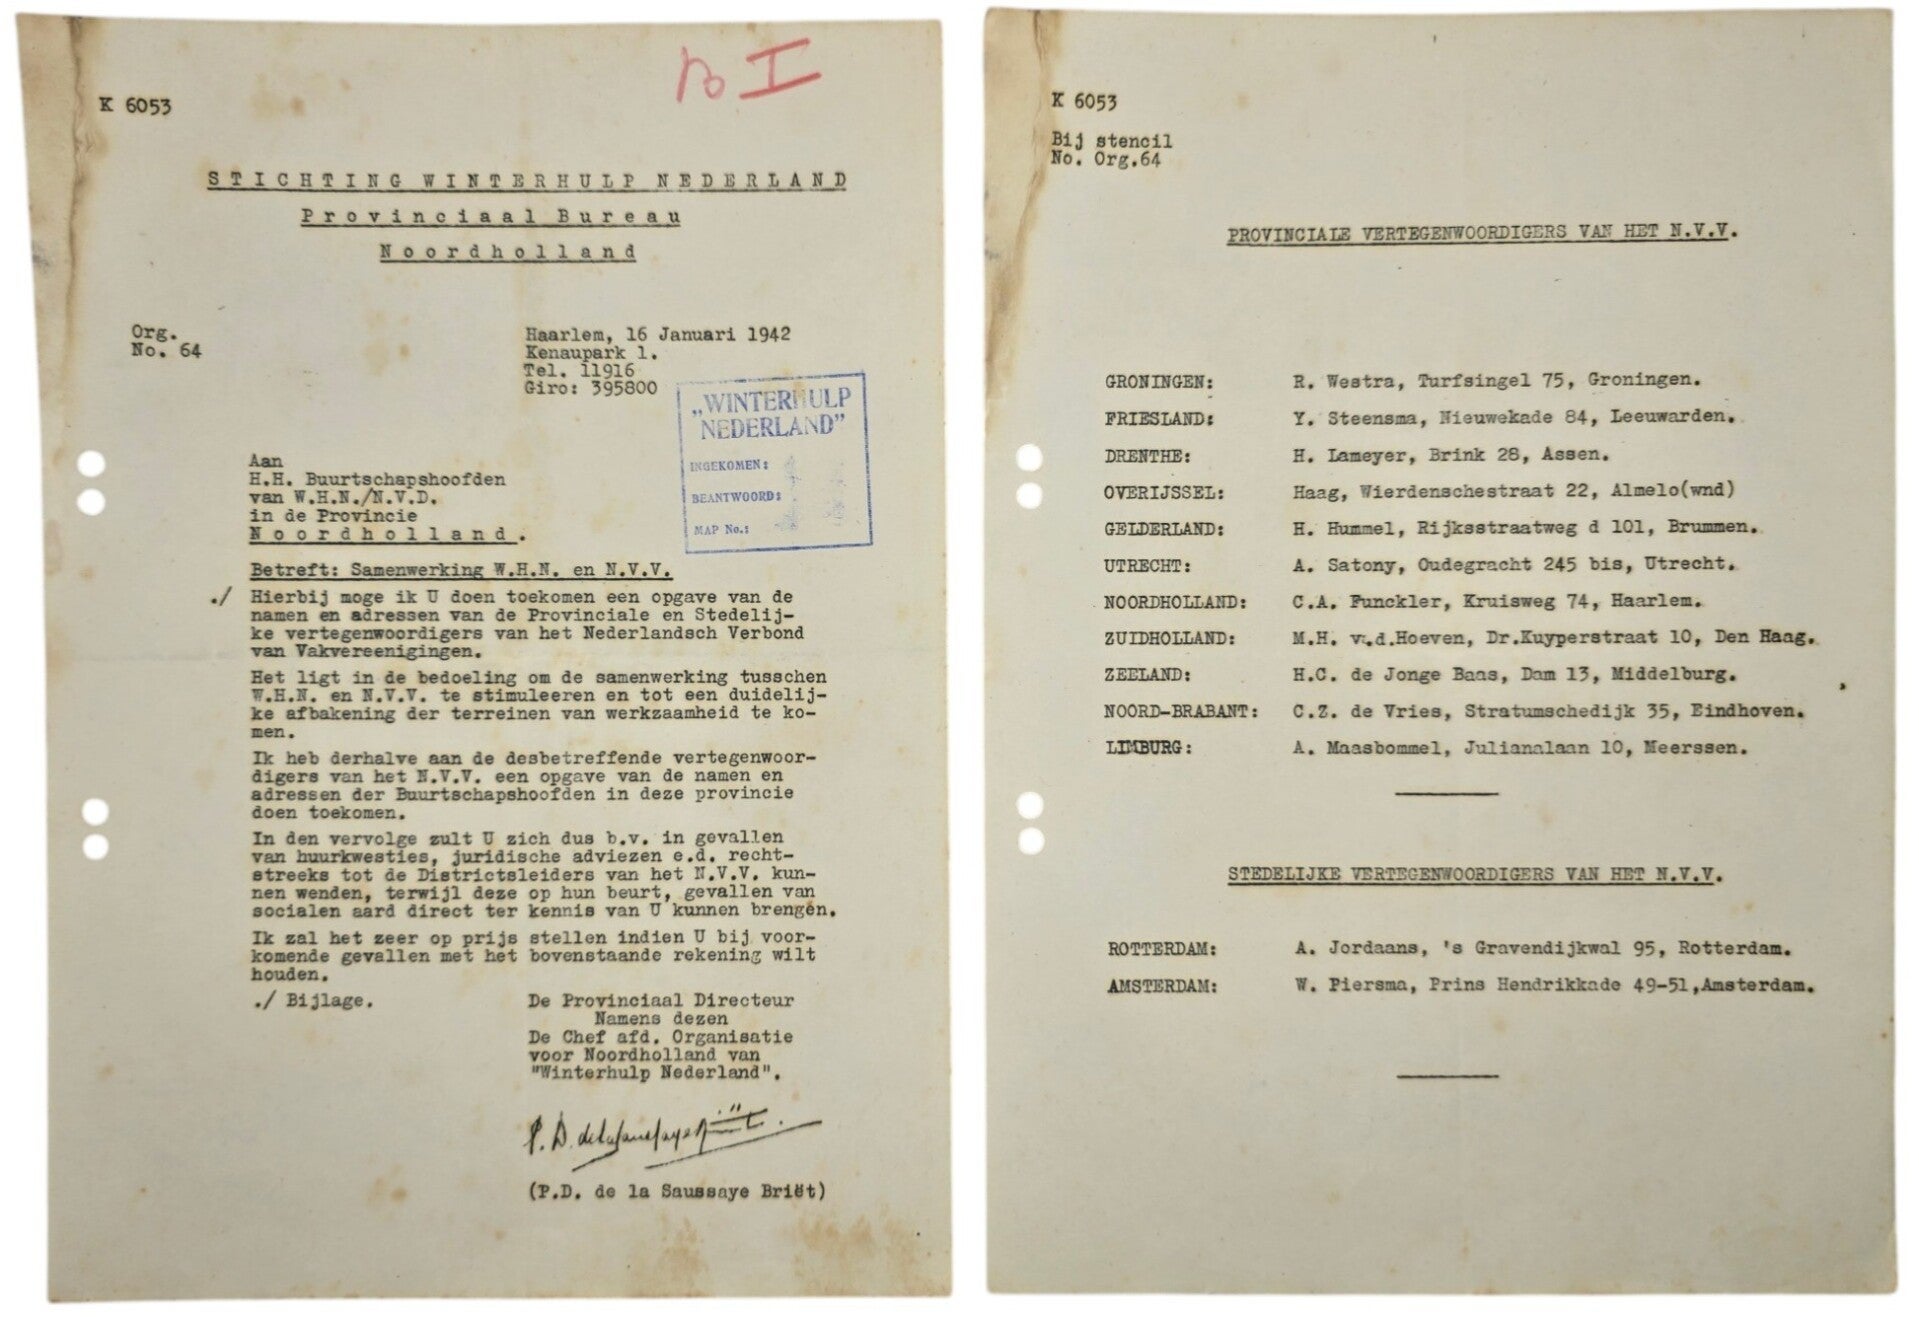 K 6053
B I
STICHTING WINTERHULP NEDERLAND
Provinciaal Bureau
Noordholland
Org.
No. 64
Haarlem, 16 Januari 1942
Kenaupark 1.
Tel. 11916
Giro: 395800
„WINTERHULP
NEDERLAND”
INGEKOMEN:
BEANTWOORD:
MAP No.:
Aan
H.H. Buurtschapshoofden
van W.H.N./N.V.D.
in de Provincie
Noordholland.
Betreft: Samenwerking W.H.N. en N.V.V.
./ Hierbij moge ik U doen toekomen een opgave van de
namen en adressen van de Provinciale en Stedelij-
ke vertegenwoordigers van het Nederlandsch Verbond
van Vakvereenigingen.
Het ligt in de bedoeling om de samenwerking tusschen
W.H.N. en N.V.V. te stimuleeren en tot een duidelij-
ke afbakening der terreinen van werkzaamheid te ko-
men.
Ik heb derhalve aan de desbetreffende vertegenwoor-
digers van het N.V.V. een opgave van de namen en
adressen der Buurtschapshoofden in deze provincie
doen toekomen.
In den vervolge zult U zich dus b.v. in gevallen
van huurkwesties, juridische adviezen e.d. recht-
streeks tot de Districtsleiders van het N.V.V. kun-
nen wenden, terwijl deze op hun beurt, gevallen van
socialen aard direct ter kennis van U kunnen brengen.
Ik zal het zeer op prijs stellen indien U bij voor-
komende gevallen met het bovenstaande rekening wilt
houden.
./ Bijlage.
De Provinciaal Directeur
Namens dezen
De Chef afd. Organisatie
voor Noordholland van
"Winterhulp Nederland".
P. D. de la Saussaye Briët.
(P.D. de la Saussaye Briët)
K 6053
Bij stencil
No. Org.64
PROVINCIALE VERTEGENWOORDIGERS VAN HET N.V.V.
GRONINGEN: R. Westra, Turfsingel 75, Groningen.
FRIESLAND: Y. Steensma, Nieuwekade 84, Leeuwarden.
DRENTHE: H. Lameyer, Brink 28, Assen.
OVERIJSSEL: Haag, Wierdenschestraat 22, Almelo(wnd)
GELDERLAND: H. Hummel, Rijksstraatweg d 101, Brummen.
UTRECHT: A. Satony, Oudegracht 245 bis, Utrecht.
NOORDHOLLAND: C.A. Funckler, Kruisweg 74, Haarlem.
ZUIDHOLLAND: M.H. v.d.Hoeven, Dr.Kuyperstraat 10, Den Haag.
ZEELAND: H.C. de Jonge Baas, Dam 13, Middelburg.
NOORD-BRABANT: C.Z. de Vries, Stratumschedijk 35, Eindhoven.
LIMBURG: A. Maasbommel, Julianalaan 10, Meerssen.
STEDELIJKE VERTEGENWOORDIGERS VAN HET N.V.V.
ROTTERDAM: A. Jordaans, 's Gravendijkwal 95, Rotterdam.
AMSTERDAM: W. Piersma, Prins Hendrikkade 49-51,Amsterdam.